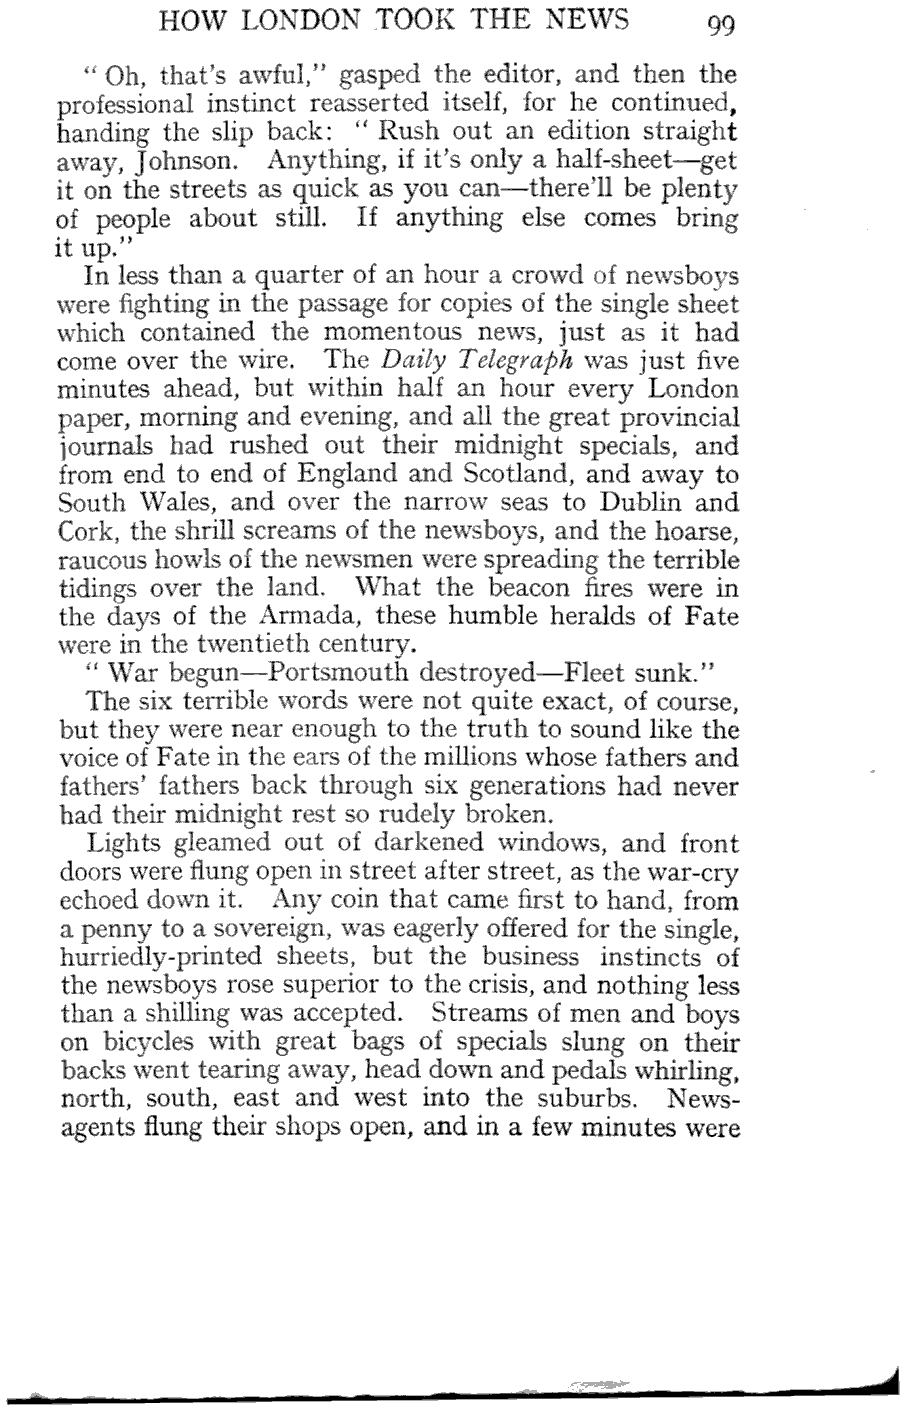 HOW LONDON TOOK THE NEWS 99
" Oh, that's awful," gasped the editor, and then the
professional instinct reasserted itself, for he continued,
handing the slip back: " Rush out an edition straight
away, Johnson. Anything, if it's only a half-sheet—get
it on the streets as quick as you can—there'll be plenty
of people about still. If anything else comes bring
it up."
In less than a quarter of an hour a crowd of newsboys
were fighting in the passage for copies of the single sheet
which contained the momentous news, just as it had
come over the wire. The Daily Telegraph was just five
minutes ahead, but within half an hour every London
paper, morning and evening, and all the great provincial
journals had rushed out their midnight specials, and
from end to end of England and Scotland, and away to
South Wales, and over the narrow seas to Dublin and
Cork, the shrill screams of the newsboys, and the hoarse,
raucous howls of the newsmen were spreading the terrible
tidings over the land. What the beacon fires were in
the days of the Armada, these humble heralds of Fate
were in the twentieth century.
" War begun—Portsmouth destroyed—Fleet sunk."
The six terrible words were not quite exact, of course,
but they were near enough to the truth to sound like the
voice of Fate in the ears of the millions whose fathers and
fathers' fathers back through six generations had never
had their midnight rest so rudely broken.
Lights gleamed out of darkened windows, and front
doors were flung open in street after street, as the war-cry
echoed down it. Any coin that came first to hand, from
a penny to a sovereign, was eagerly offered for the single,
hurriedly-printed sheets, but the business instincts of
the newsboys rose superior to the crisis, and nothing less
than a shilling was accepted. Streams of men and boys
on bicycles with great bags of specials slung on their
backs went tearing away, head down and pedals whirling,
north, south, east and west into the suburbs. News-
agents flung their shops open, and in a few minutes were